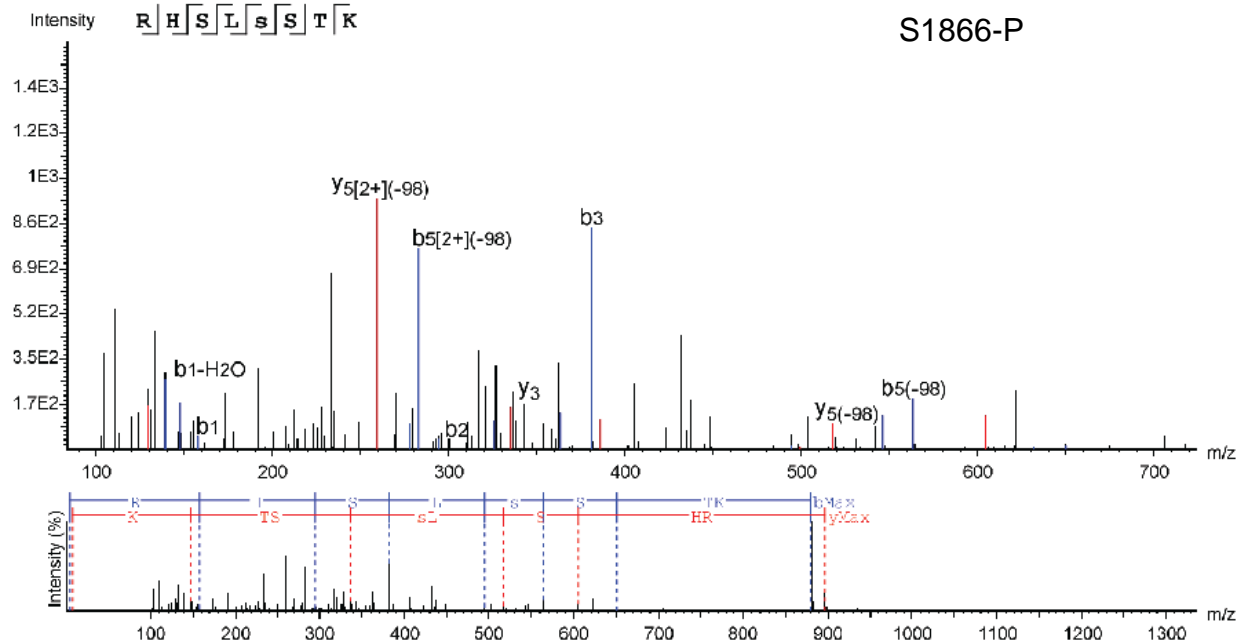 Intensity R H S L s S T K S1866-P
1.4E3
1.2E3
1E3
y5[2+](-98)
8.6E2 b3
b5[2+](-98)
6.9E2
5.2E2
3.5E2 b1-H2O
1.7E2 b1 b2 y3 y5(-98) b5(-98)
100 200 300 400 500 600 700 m/z
R S L s S TK bMax
K TS sL S HR yMax
Intensity (%)
100 200 300 400 500 600 700 800 900 1000 1100 1200 1300 m/z